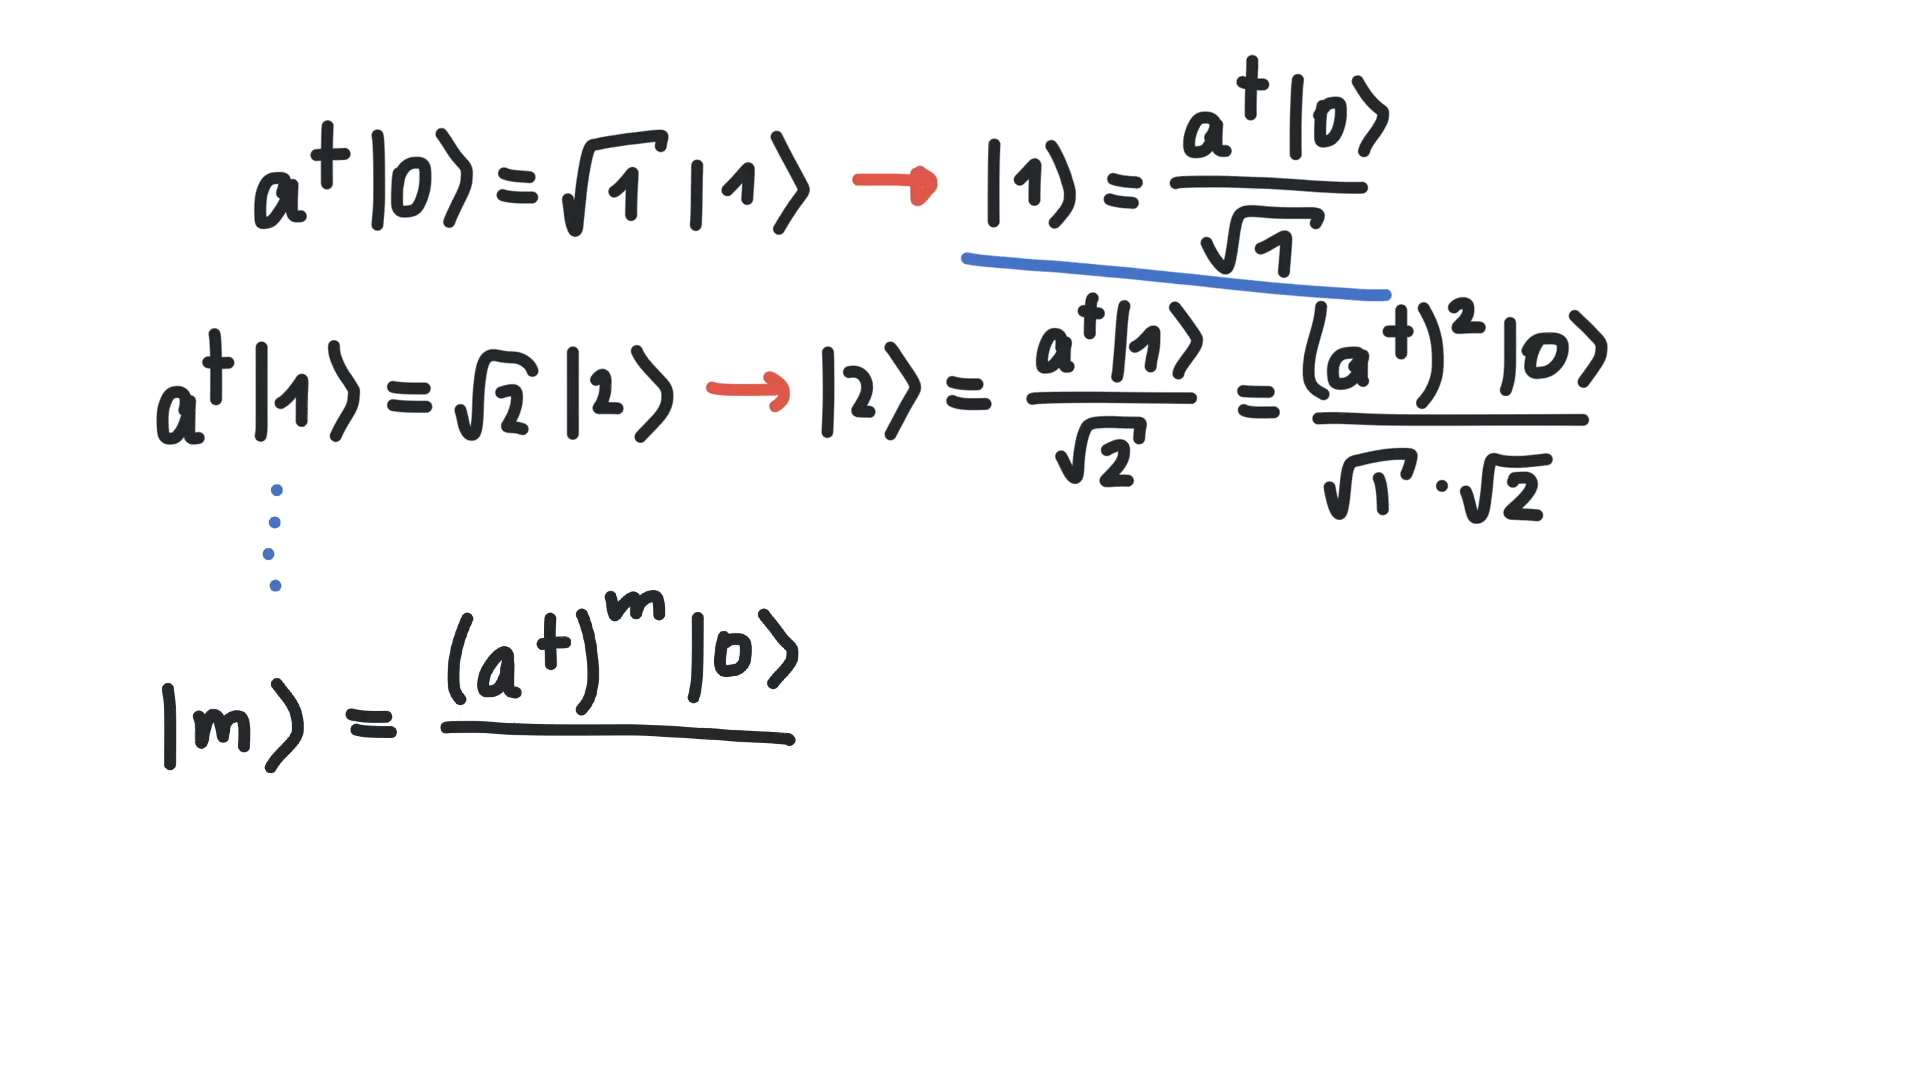 a†|0⟩ = √1 |1⟩ → |1⟩ = a†|0⟩ / √1
a†|1⟩ = √2 |2⟩ → |2⟩ = a†|1⟩ / √2 = (a†)²|0⟩ / √1 · √2
|m⟩ = (a†)^m |0⟩ /